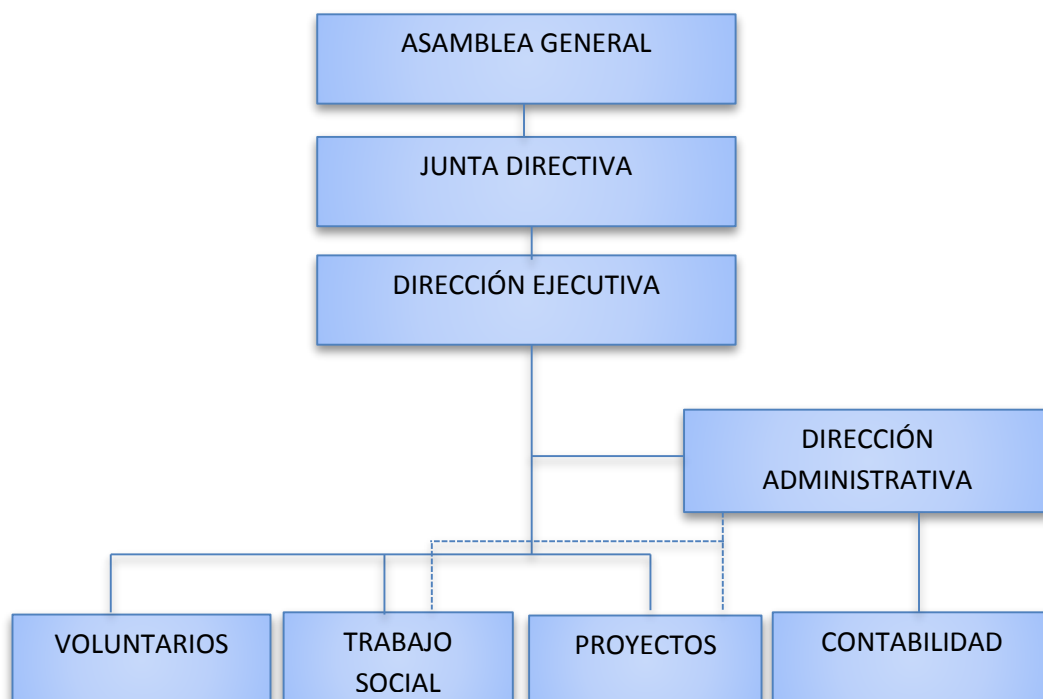 ASAMBLEA GENERAL
JUNTA DIRECTIVA
DIRECCIÓN EJECUTIVA
DIRECCIÓN
ADMINISTRATIVA
VOLUNTARIOS
TRABAJO
SOCIAL
PROYECTOS
CONTABILIDAD